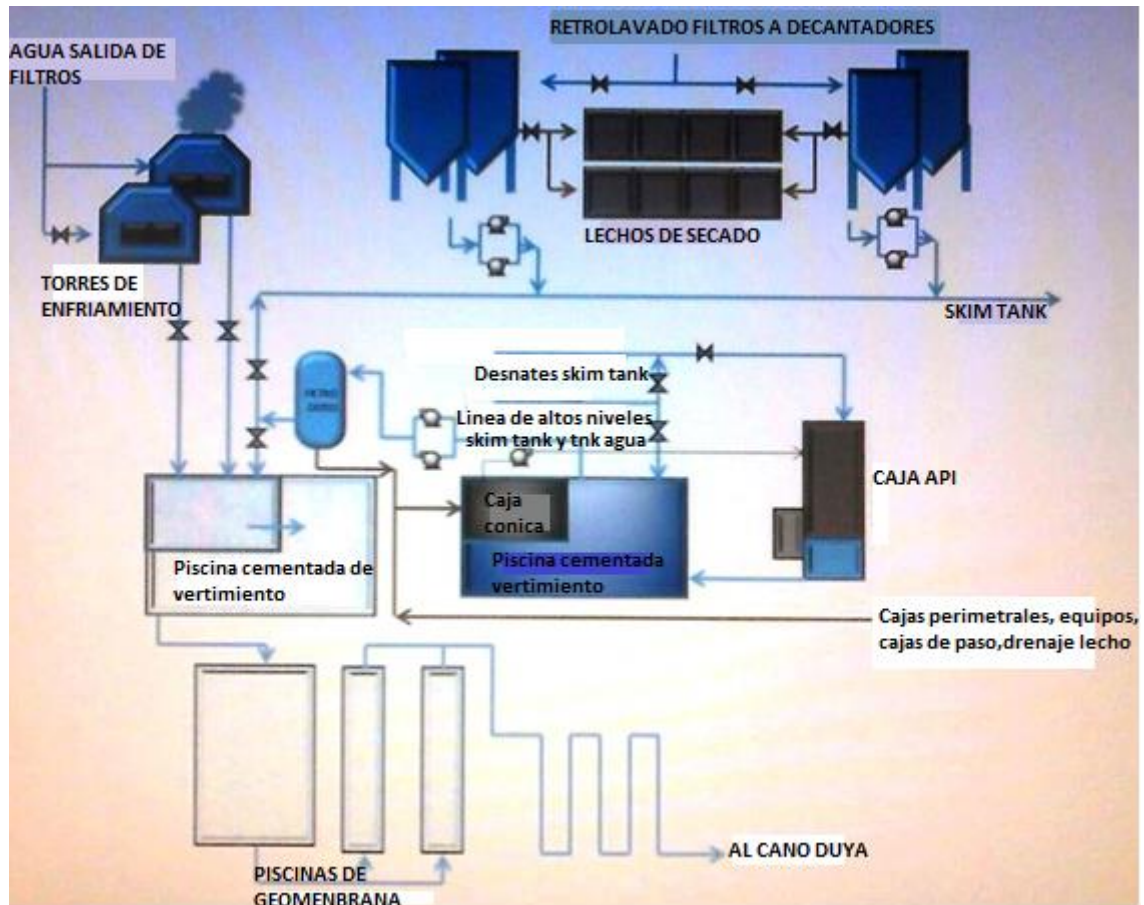 RETROLAVADO FILTROS A DECANTADORES
AGUA SALIDA DE
FILTROS
LECHOS DE SECADO
TORRES DE
ENFRIAMIENTO
SKIM TANK
Desnates skim tank
Linea de altos niveles
skim tank y tnk agua
CAJA API
Caja
conica
Piscina cementada de
vertimiento
Piscina cementada
vertimiento
Cajas perimetrales, equipos,
cajas de paso,drenaje lecho
AL CANO DUYA
PISCINAS DE
GEOMENBRANA